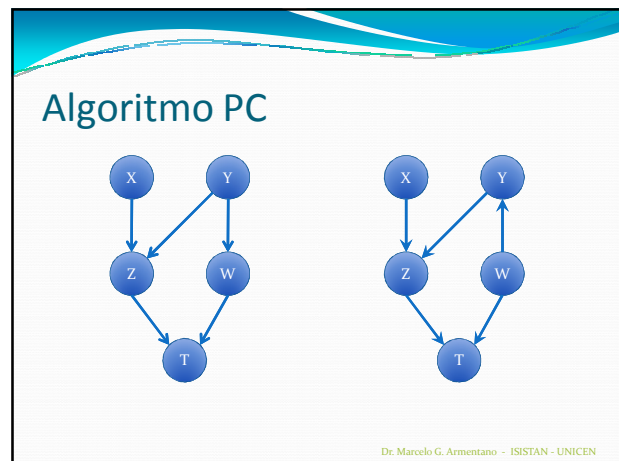 Algoritmo PC
X Y X Y
Z W Z W
T T
Dr. Marcelo G. Armentano - ISISTAN - UNICEN